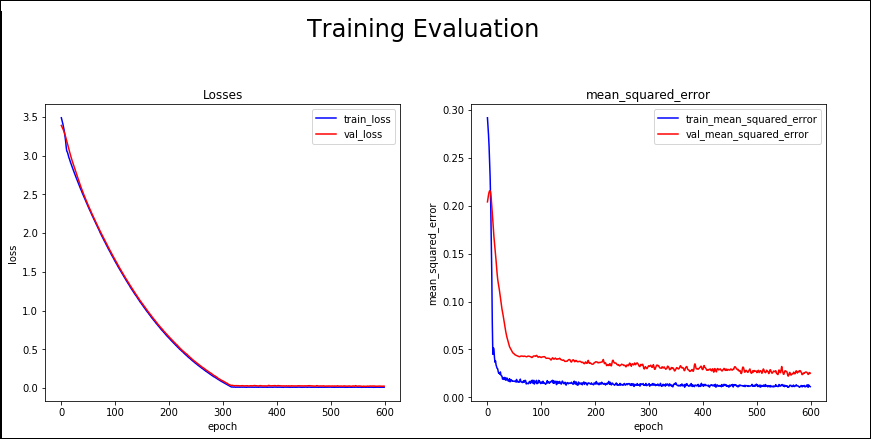 Training Evaluation
Losses
3.5
3.0
2.5
2.0
1.5
1.0
0.5
0.0
loss
0
100
200
300
400
500
600
epoch
train_loss
val_loss
mean_squared_error
0.30
0.25
0.20
0.15
0.10
0.05
0.00
mean_squared_error
0
100
200
300
400
500
600
epoch
train_mean_squared_error
val_mean_squared_error